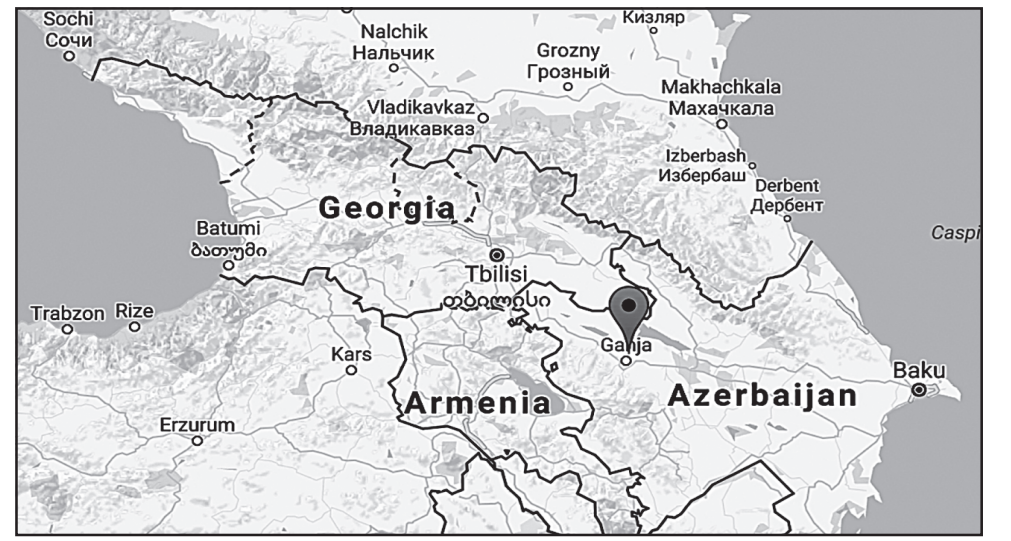 Sochi
Сочи
Nalchik
Нальчик
Кизляр
Grozny
Грозный
Makhachkala
Махачкала
Vladikavkaz
Владикавказ
Izberbash
Избербаш
Derbent
Дербент
Georgia
Batumi
ბათუმი
Caspi
Tbilisi
თბილისი
Trabzon
Rize
Ganja
Kars
Baku
Azerbaijan
Armenia
Erzurum